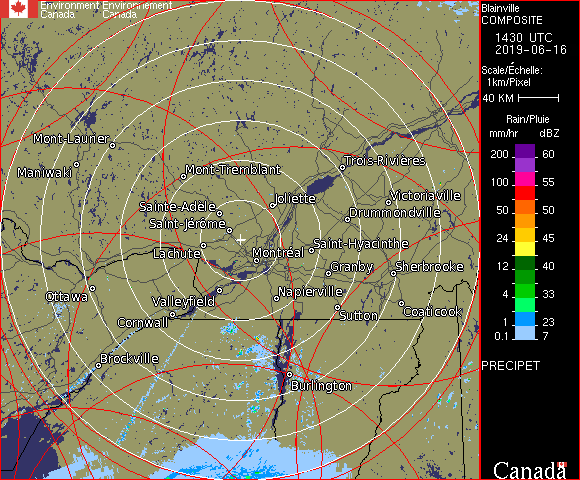 Environment Environnement
Canada Canada
Blainville
COMPOSITE
1430 UTC
2019-06-16
Scale/Échelle:
1km/Pixel
40 KM
Rain/Pluie
mm/hr dBZ
200 60
100 55
50 50
24 45
12 40
4 33
1 23
0.1 7
PRECIPET
Canada
Mont-Laurier
Maniwaki
Mont-Tremblant
Trois-Rivières
Sainte-Adèle
Joliette
Victoriaville
Drummondville
Saint-Jérôme
Lachute
Montréal
Saint-Hyacinthe
Granby
Sherbrooke
Ottawa
Valleyfield
Napierville
Cornwall
Sutton
Coaticook
Brockville
Burlington